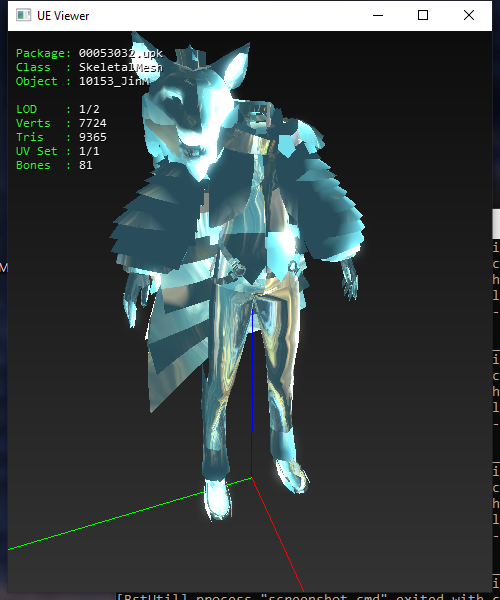 UE Viewer
Package: 00053032.upk
Class : SkeletalMesh
Object : 10153_JinM
LOD : 1/2
Verts : 7724
Tris : 9365
UV Set : 1/1
Bones : 81
M
i
c
h
l
-
i
c
h
l
-
i
c
h
l
-
i
[RstUtil] process "screenshot.cmd" exited with c